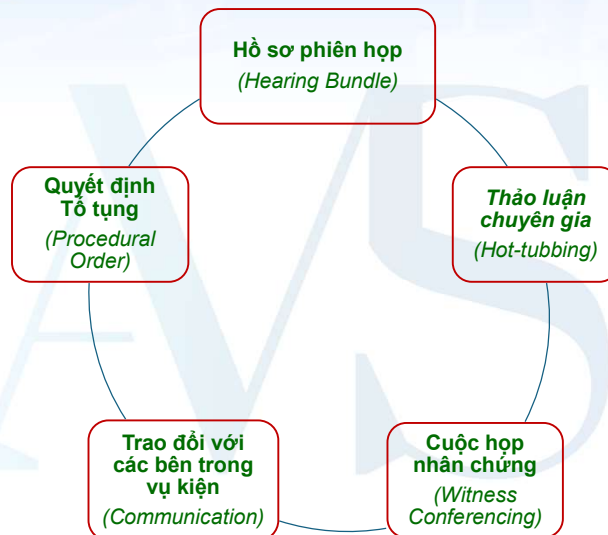 Hồ sơ phiên họp
(Hearing Bundle)
Thảo luận
chuyên gia
(Hot-tubbing)
Cuộc họp
nhân chứng
(Witness
Conferencing)
Trao đổi với
các bên trong
vụ kiện
(Communication)
Quyết định
Tố tụng
(Procedural
Order)
AVS